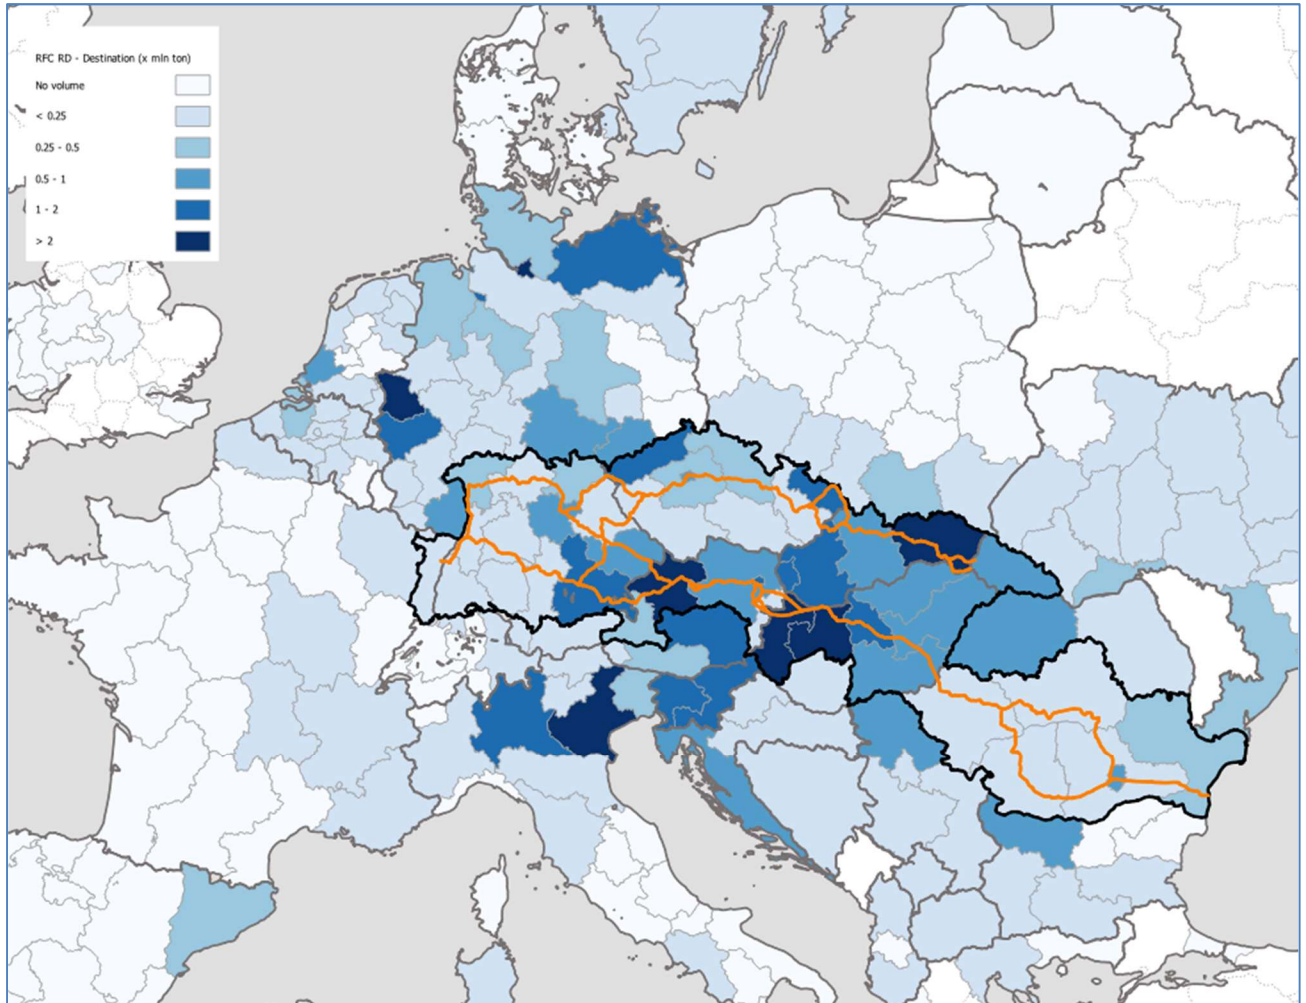 RFC RD - Destination (x mln ton)
No volume
< 0.25
0.25 - 0.5
0.5 - 1
1 - 2
> 2